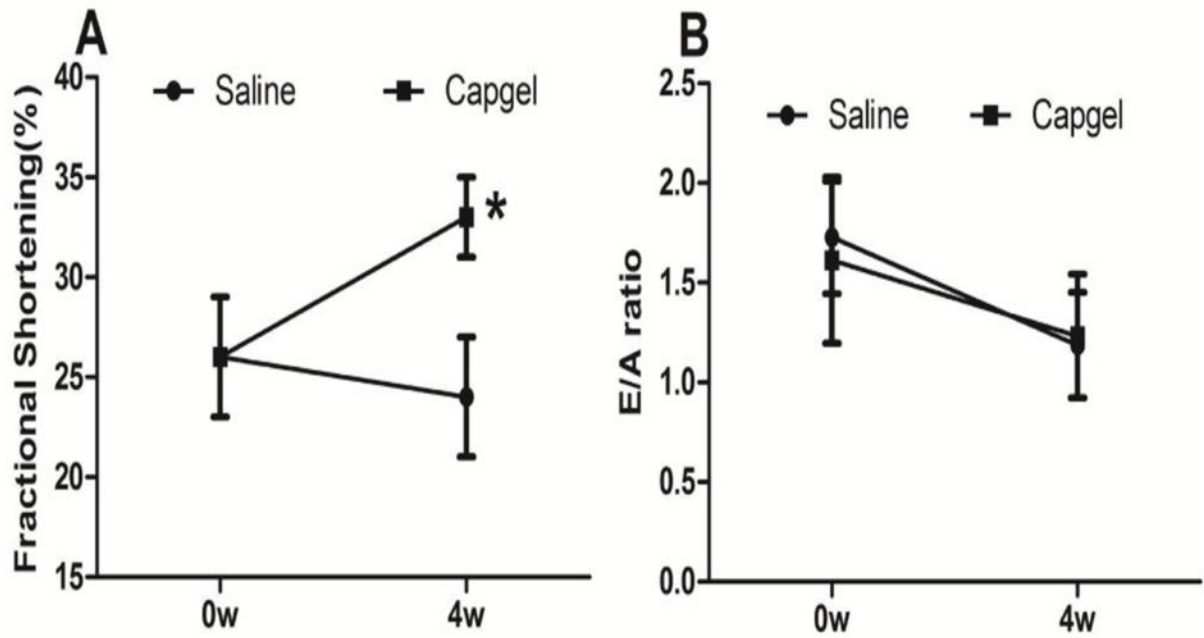 A
Fractional Shortening(%)
40
35
30
25
20
15
Saline
Capgel
*
0w
4w
B
E/A ratio
2.5
2.0
1.5
1.0
0.5
0.0
Saline
Capgel
0w
4w